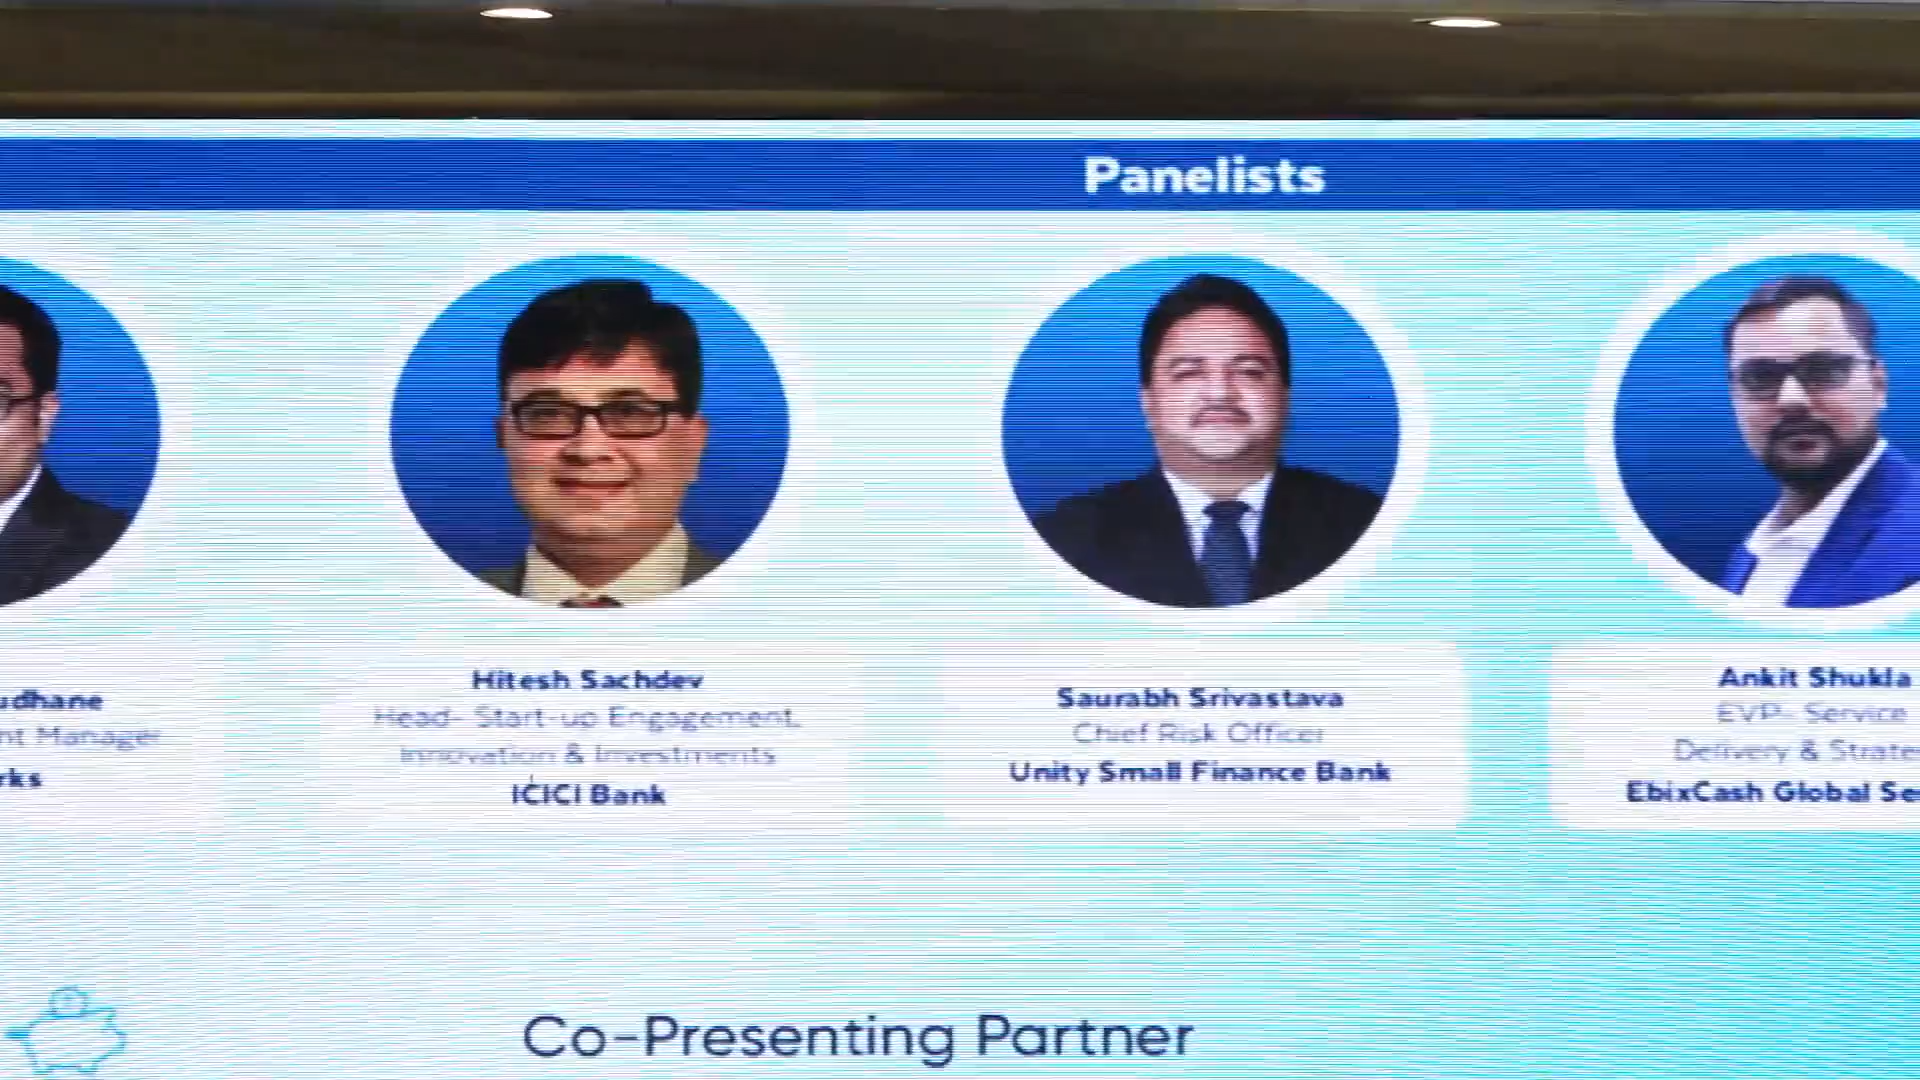 Panelists
udhane
nt Manager
rks
Hitesh Sachdev
Head- Start-up Engagement,
Innovation & Investments
ICICI Bank
Saurabh Srivastava
Chief Risk Officer
Unity Small Finance Bank
Ankit Shukla
EVP- Service
Delivery & Strate
EbixCash Global Se
Co-Presenting Partner